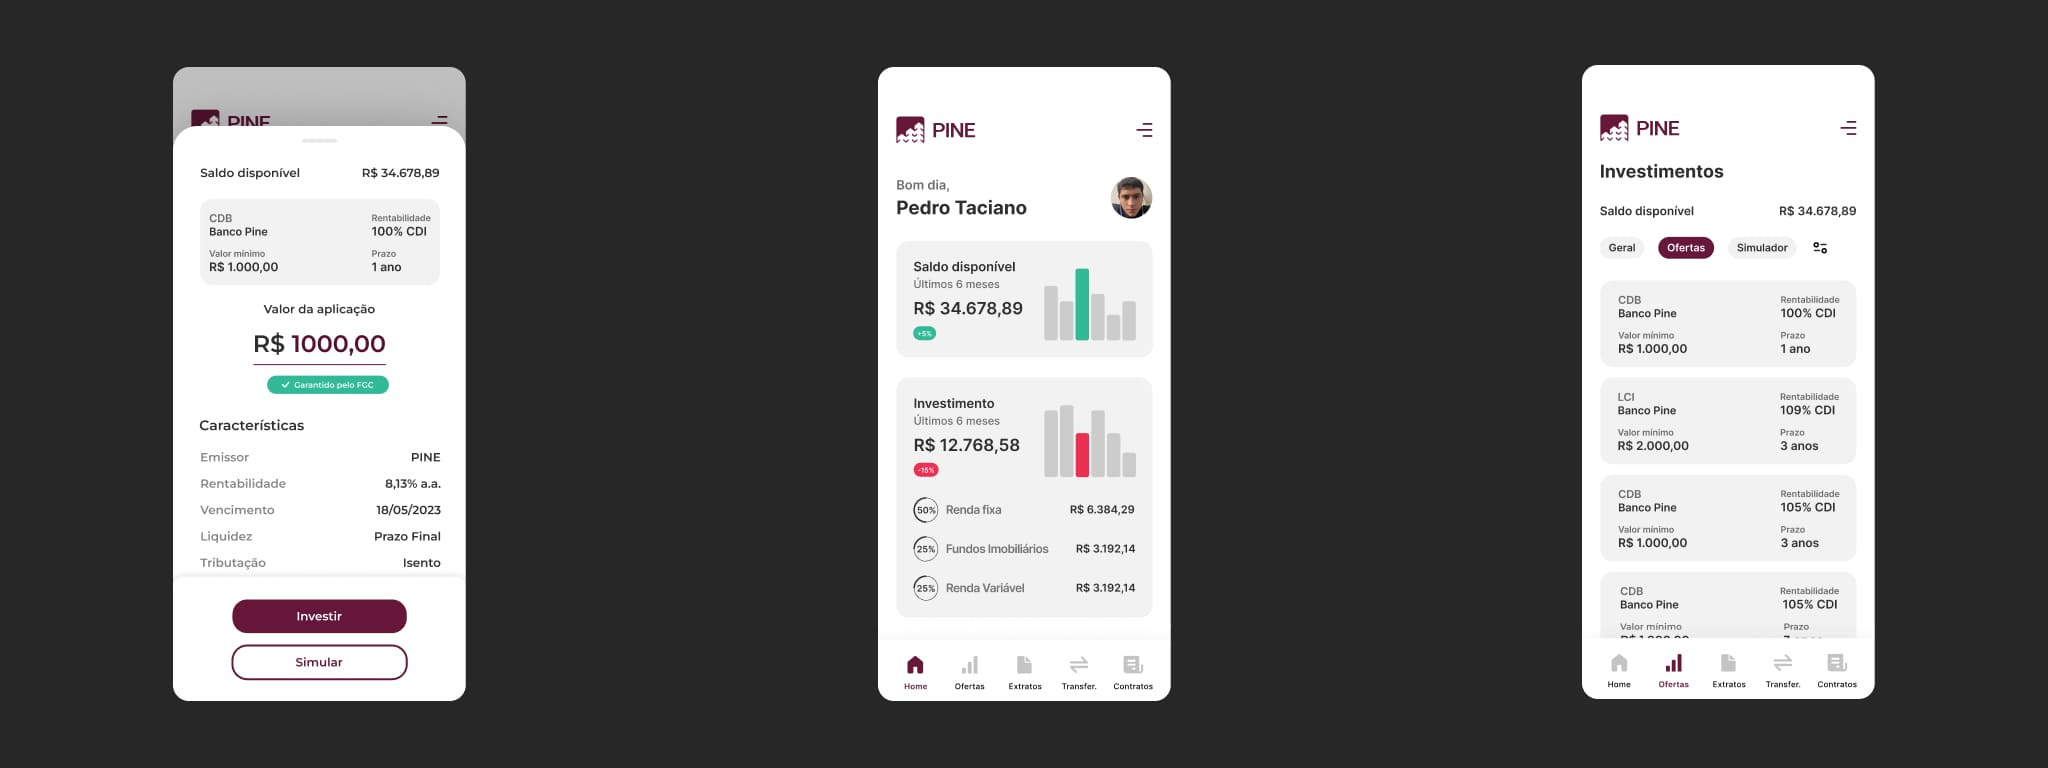 PINE
Saldo disponível R$ 34.678,89
CDB Rentabilidade
Banco Pine 100% CDI
Valor mínimo Prazo
R$ 1.000,00 1 ano
Valor da aplicação
R$ 1000,00
Garantido pelo FGC
Características
Emissor PINE
Rentabilidade 8,13% a.a.
Vencimento 18/05/2023
Liquidez Prazo Final
Tributação Isento
Investir
Simular
PINE
Bom dia,
Pedro Taciano
Saldo disponível
Últimos 6 meses
R$ 34.678,89
+5%
Investimento
Últimos 6 meses
R$ 12.768,58
-15%
50% Renda fixa R$ 6.384,29
25% Fundos Imobiliários R$ 3.192,14
25% Renda Variável R$ 3.192,14
Home Ofertas Extratos Transfer. Contratos
PINE
Investimentos
Saldo disponível R$ 34.678,89
Geral Ofertas Simulador
CDB Rentabilidade
Banco Pine 100% CDI
Valor mínimo Prazo
R$ 1.000,00 1 ano
LCI Rentabilidade
Banco Pine 109% CDI
Valor mínimo Prazo
R$ 2.000,00 3 anos
CDB Rentabilidade
Banco Pine 105% CDI
Valor mínimo Prazo
R$ 1.000,00 3 anos
CDB Rentabilidade
Banco Pine 105% CDI
Valor mínimo Prazo
Home Ofertas Extratos Transfer. Contratos